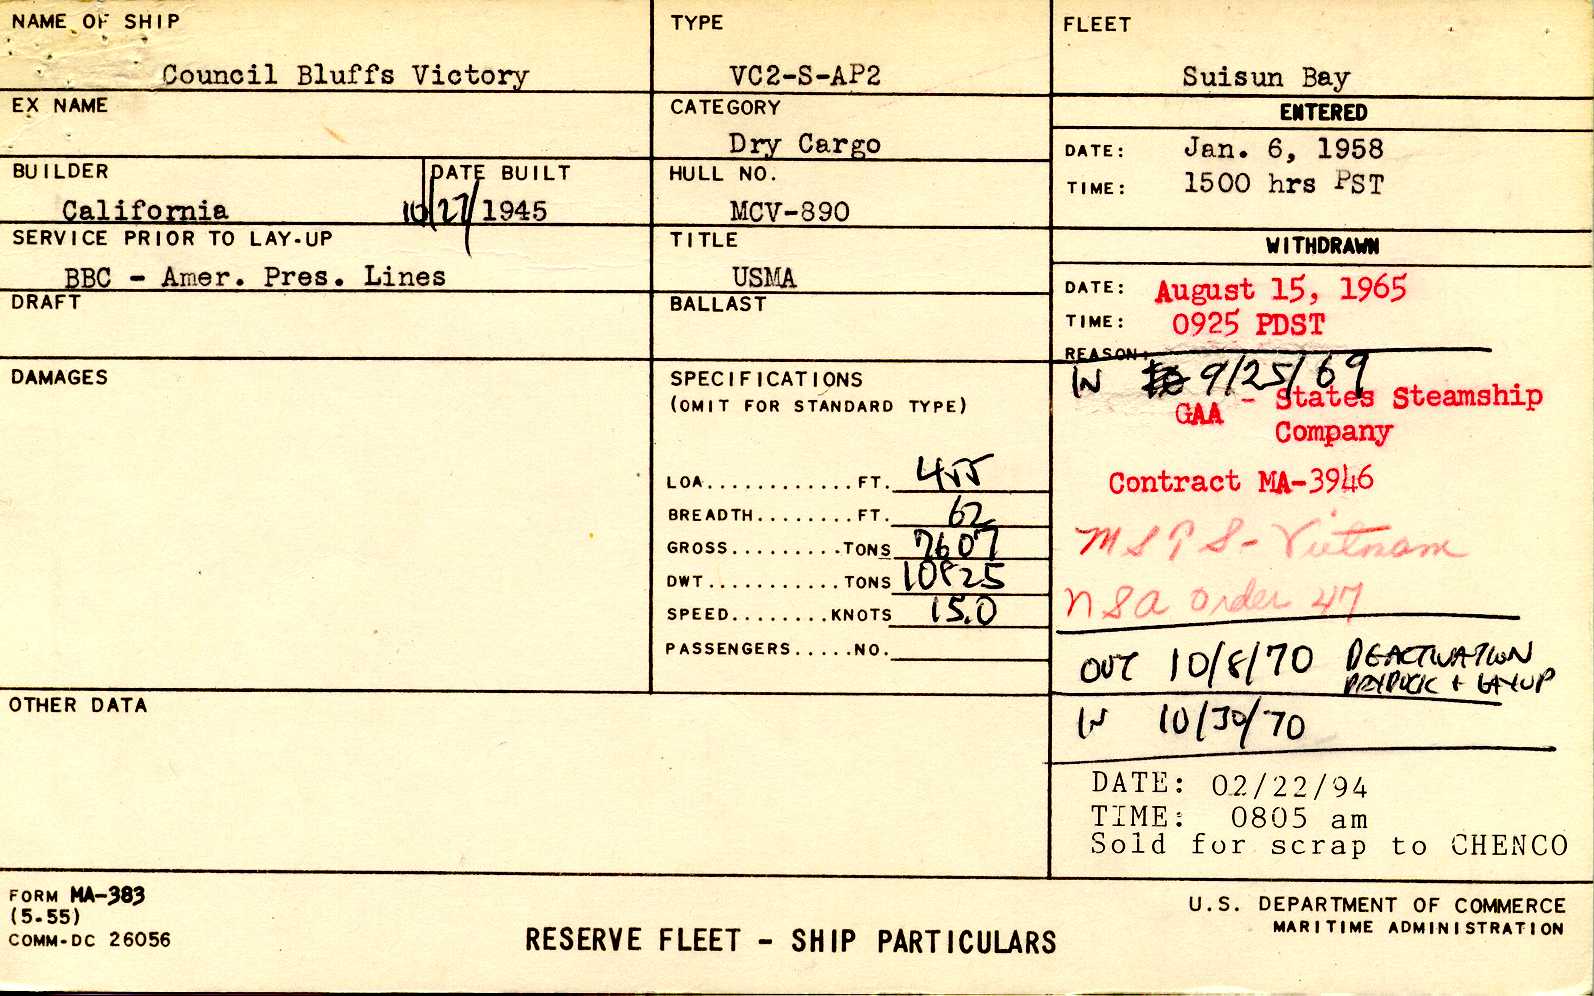 NAME OF SHIP
Council Bluffs Victory
EX NAME
BUILDER
California
DATE BUILT
10/27/1945
SERVICE PRIOR TO LAY-UP
BBC - Amer. Pres. Lines
DRAFT
DAMAGES
OTHER DATA
TYPE
VC2-S-AP2
CATEGORY
Dry Cargo
HULL NO.
MCV-890
TITLE
USMA
BALLAST
SPECIFICATIONS
(OMIT FOR STANDARD TYPE)
LOA............FT. 455
BREADTH........FT. 62
GROSS.........TONS 7607
DWT...........TONS 10825
SPEED........KNOTS 15.0
PASSENGERS.....NO.
FLEET
Suisun Bay
ENTERED
DATE: Jan. 6, 1958
TIME: 1500 hrs PST
WITHDRAWN
DATE: August 15, 1965
TIME: 0925 PDST
REASON:
IN 9/25/69
GAA - States Steamship
Company
Contract MA-3946
MSTS - Vietnam
NSA order 47
OUT 10/8/70 DEACTIVATION
DRYDOCK + LAYUP
IN 10/30/70
DATE: 02/22/94
TIME: 0805 am
Sold for scrap to CHENCO
FORM MA-383
(5-55)
COMM-DC 26056
RESERVE FLEET - SHIP PARTICULARS
U.S. DEPARTMENT OF COMMERCE
MARITIME ADMINISTRATION